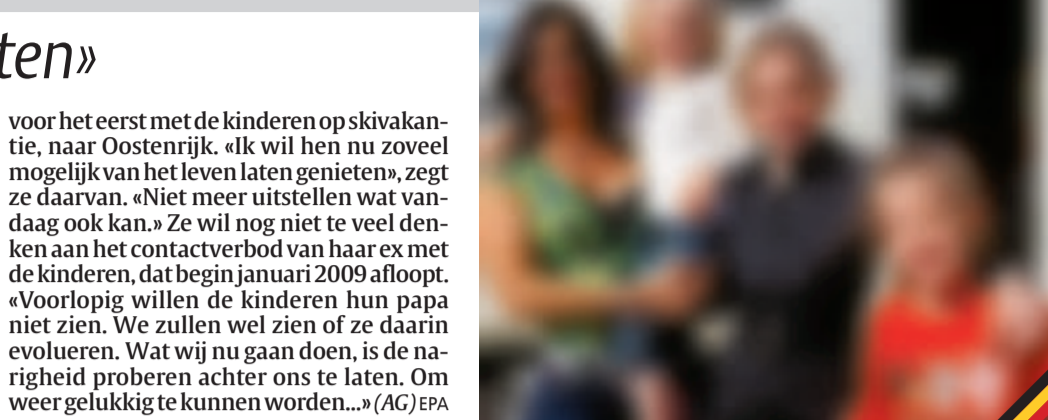 ten»
voor het eerst met de kinderen op skivakan-
tie, naar Oostenrijk. «Ik wil hen nu zoveel
mogelijk van het leven laten genieten», zegt
ze daarvan. «Niet meer uitstellen wat van-
daag ook kan.» Ze wil nog niet te veel den-
ken aan het contactverbod van haar ex met
de kinderen, dat begin januari 2009 afloopt.
«Voorlopig willen de kinderen hun papa
niet zien. We zullen wel zien of ze daarin
evolueren. Wat wij nu gaan doen, is de na-
righeid proberen achter ons te laten. Om
weer gelukkig te kunnen worden...» (AG) EPA